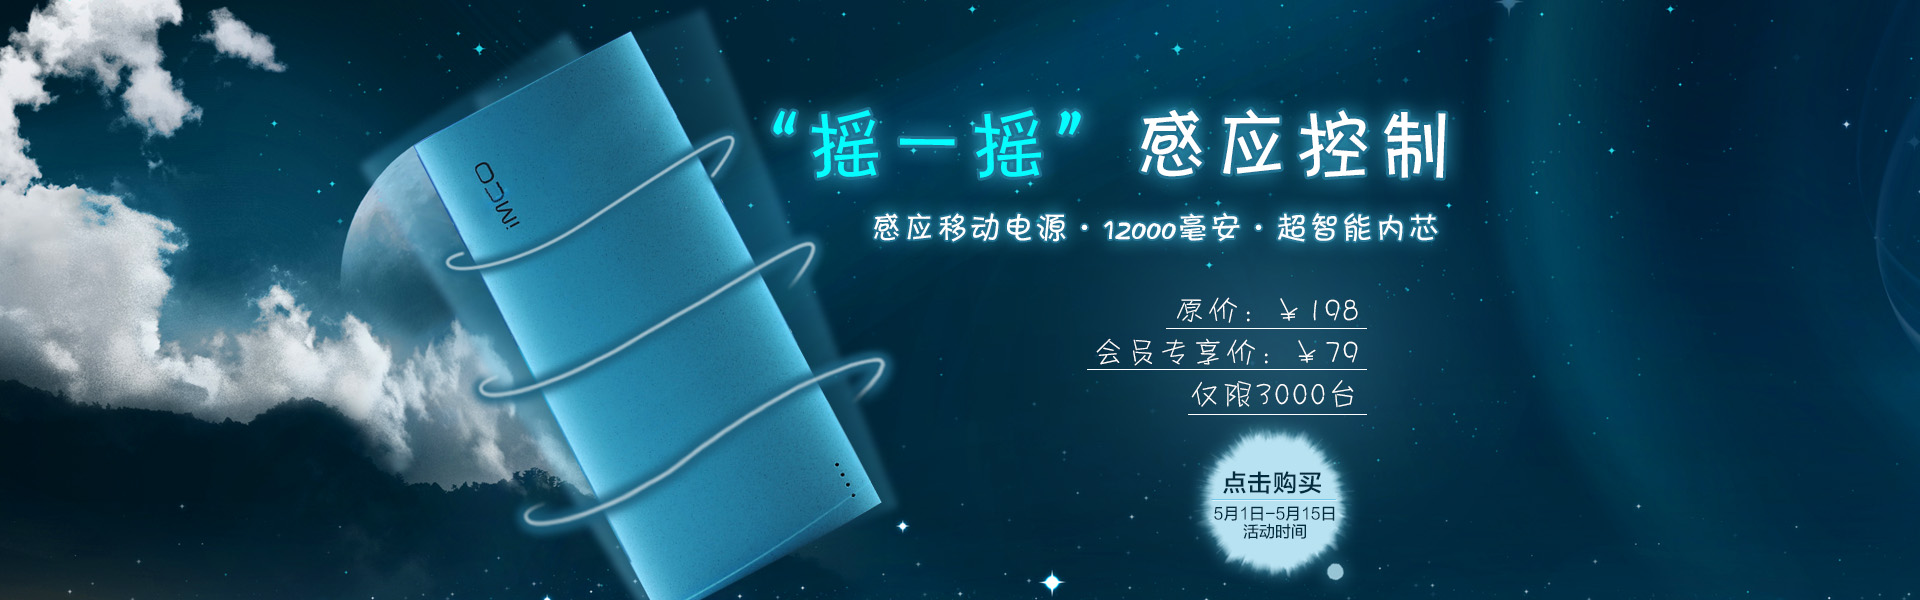 “摇一摇” 感应控制
感应移动电源·12000毫安·超智能内芯
原价：￥198
会员专享价：￥79
仅限3000台
点击购买
5月1日-5月15日
活动时间